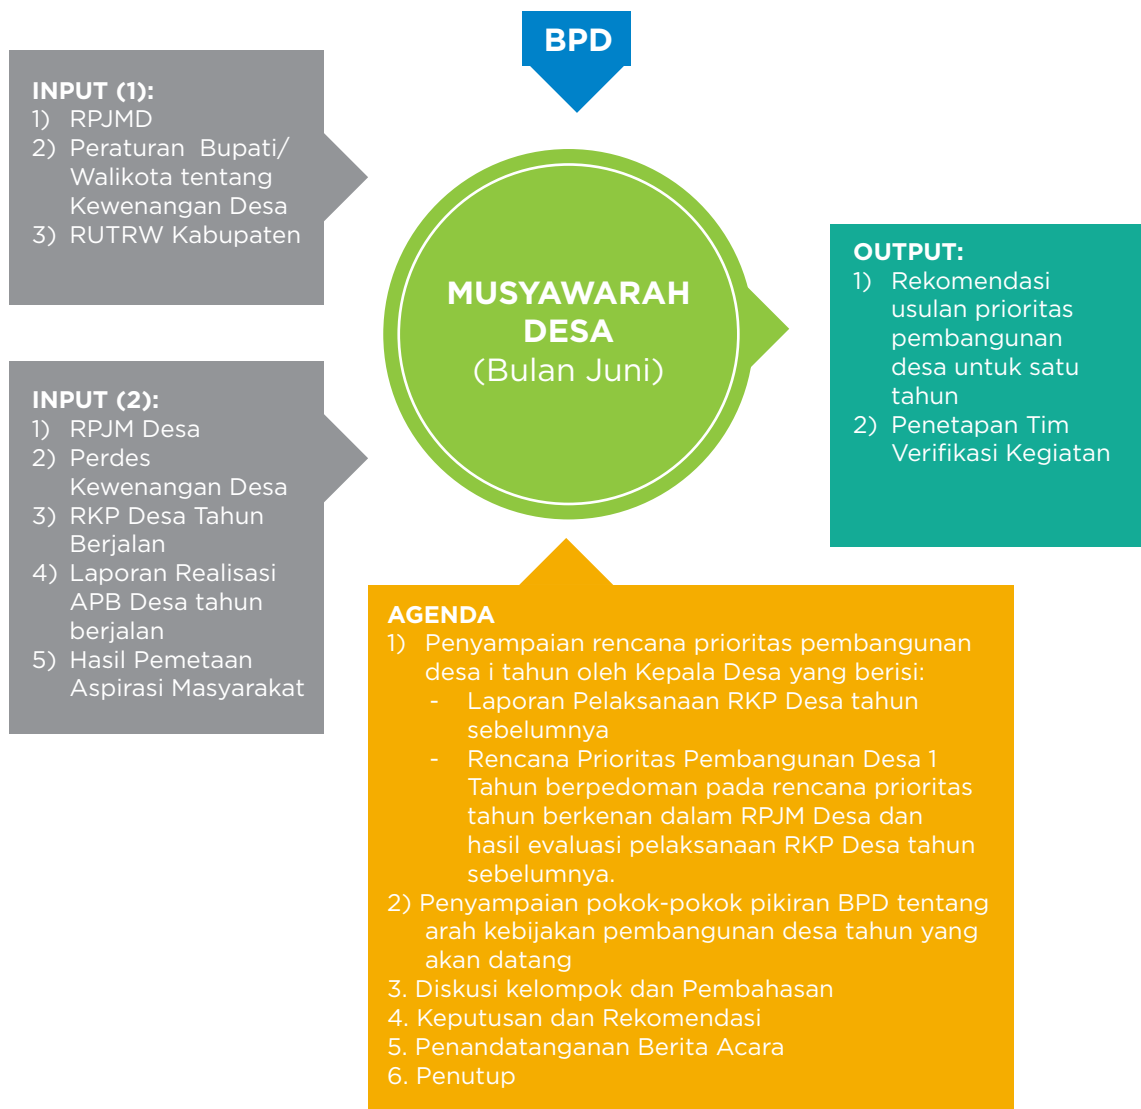 BPD
INPUT (1):
1) RPJMD
2) Peraturan Bupati/
Walikota tentang
Kewenangan Desa
3) RUTRW Kabupaten
MUSYAWARAH
DESA
(Bulan Juni)
OUTPUT:
1) Rekomendasi
usulan prioritas
pembangunan
desa untuk satu
tahun
2) Penetapan Tim
Verifikasi Kegiatan
INPUT (2):
1) RPJM Desa
2) Perdes
Kewenangan Desa
3) RKP Desa Tahun
Berjalan
4) Laporan Realisasi
APB Desa tahun
berjalan
5) Hasil Pemetaan
Aspirasi Masyarakat
AGENDA
1) Penyampaian rencana prioritas pembangunan
desa i tahun oleh Kepala Desa yang berisi:
- Laporan Pelaksanaan RKP Desa tahun
sebelumnya
- Rencana Prioritas Pembangunan Desa 1
Tahun berpedoman pada rencana prioritas
tahun berkenan dalam RPJM Desa dan
hasil evaluasi pelaksanaan RKP Desa tahun
sebelumnya.
2) Penyampaian pokok-pokok pikiran BPD tentang
arah kebijakan pembangunan desa tahun yang
akan datang
3. Diskusi kelompok dan Pembahasan
4. Keputusan dan Rekomendasi
5. Penandatanganan Berita Acara
6. Penutup